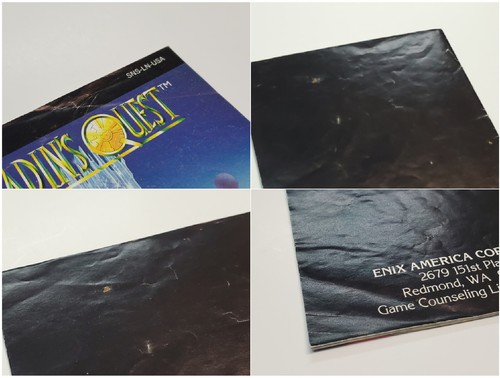 SNS-LN-USA
ADIN'S QUEST™
ENIX AMERICA COR
2679 151st Pla
Redmond, WA
Game Counseling Li